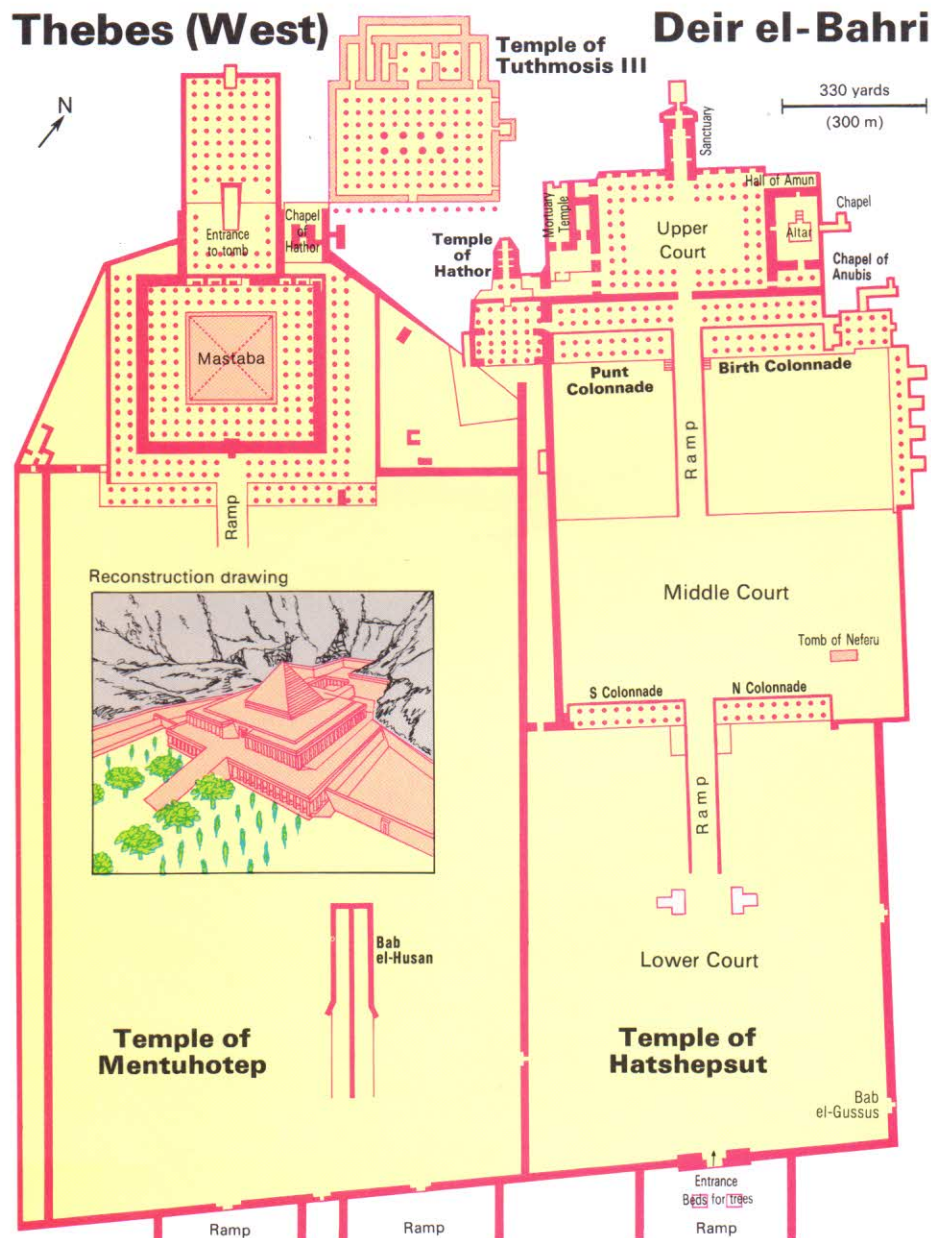 Thebes (West)
Deir el-Bahri
Temple of
Tuthmosis III
330 yards
(300 m)
N
Sanctuary
Hall of Amun
Chapel
Mortuary
Temple
Upper
Court
Altar
Entrance
to tomb
Chapel
of
Hathor
Temple
of
Hathor
Chapel of
Anubis
Mastaba
Punt
Colonnade
Birth Colonnade
Ramp
Ramp
Reconstruction drawing
Middle Court
Tomb of Neferu
S Colonnade
N Colonnade
Ramp
Bab
el-Husan
Lower Court
Temple of
Mentuhotep
Temple of
Hatshepsut
Bab
el-Gussus
Entrance
Beds for trees
Ramp
Ramp
Ramp